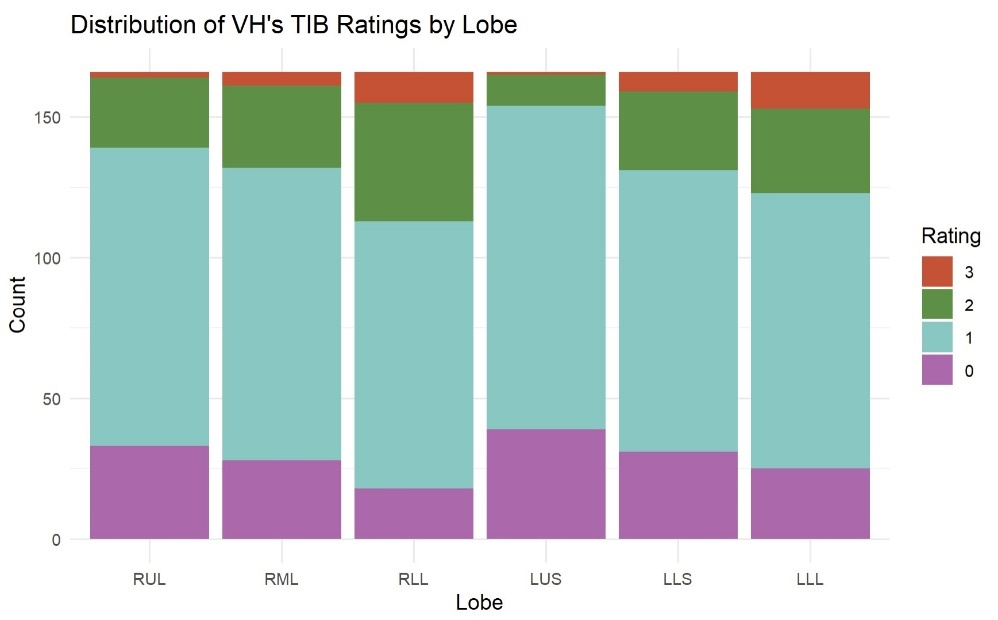 Distribution of VH's TIB Ratings by Lobe
150
100
50
0
Count
RUL RML RLL LUS LLS LLL
Lobe
Rating
3
2
1
0